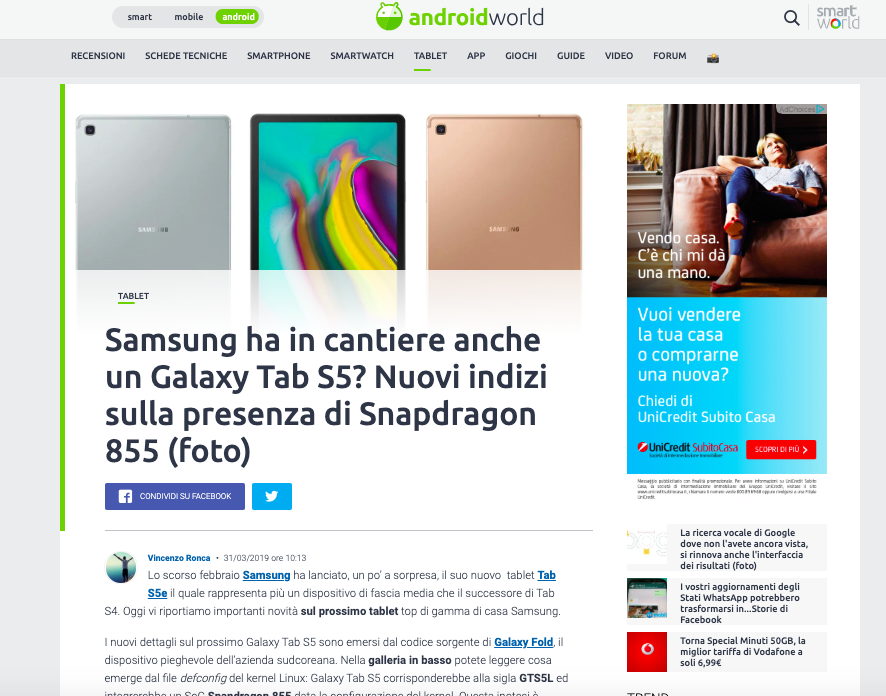 smart mobile android
androidworld
smart
world
RECENSIONI SCHEDE TECNICHE SMARTPHONE SMARTWATCH TABLET APP GIOCHI GUIDE VIDEO FORUM
AdChoices
SAMSUNG
SAMSUNG
TABLET
Samsung ha in cantiere anche
un Galaxy Tab S5? Nuovi indizi
sulla presenza di Snapdragon
855 (foto)
CONDIVIDI SU FACEBOOK
Vincenzo Ronca • 31/03/2019 ore 10:13
Lo scorso febbraio Samsung ha lanciato, un po' a sorpresa, il suo nuovo tablet Tab
S5e il quale rappresenta più un dispositivo di fascia media che il successore di Tab
S4. Oggi vi riportiamo importanti novità sul prossimo tablet top di gamma di casa Samsung.
I nuovi dettagli sul prossimo Galaxy Tab S5 sono emersi dal codice sorgente di Galaxy Fold, il
dispositivo pieghevole dell'azienda sudcoreana. Nella galleria in basso potete leggere cosa
emerge dal file defconfig del kernel Linux: Galaxy Tab S5 corrisponderebbe alla sigla GTS5L ed
Vendo casa.
C'è chi mi dà
una mano.
Vuoi vendere
la tua casa
o comprarne
una nuova?
Chiedi di
UniCredit Subito Casa
UniCredit SubitoCasa
SCOPRI DI PIÙ
La ricerca vocale di Google
dove non l'avete ancora vista,
si rinnova anche l'interfaccia
dei risultati (foto)
I vostri aggiornamenti degli
Stati WhatsApp potrebbero
trasformarsi in...Storie di
Facebook
Torna Special Minuti 50GB, la
miglior tariffa di Vodafone a
soli 6,99€